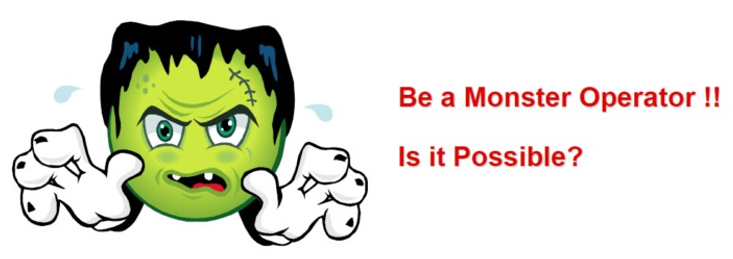 Be a Monster Operator !!
Is it Possible?